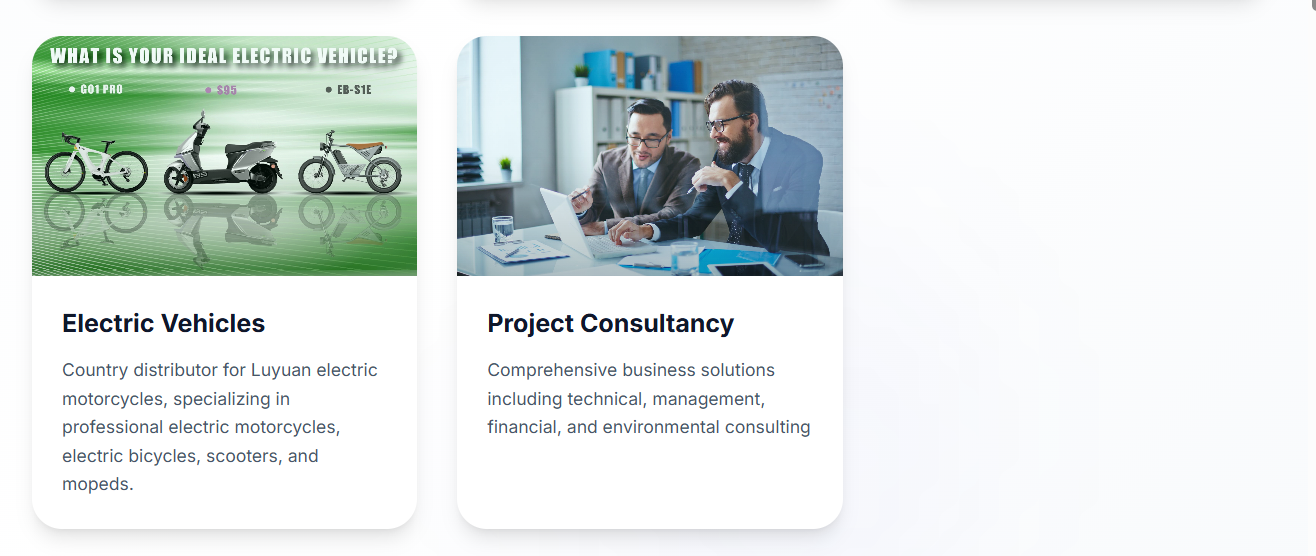 WHAT IS YOUR IDEAL ELECTRIC VEHICLE?
GO1 PRO
S95
EB-S1E
Electric Vehicles
Country distributor for Luyuan electric
motorcycles, specializing in
professional electric motorcycles,
electric bicycles, scooters, and
mopeds.
Project Consultancy
Comprehensive business solutions
including technical, management,
financial, and environmental consulting